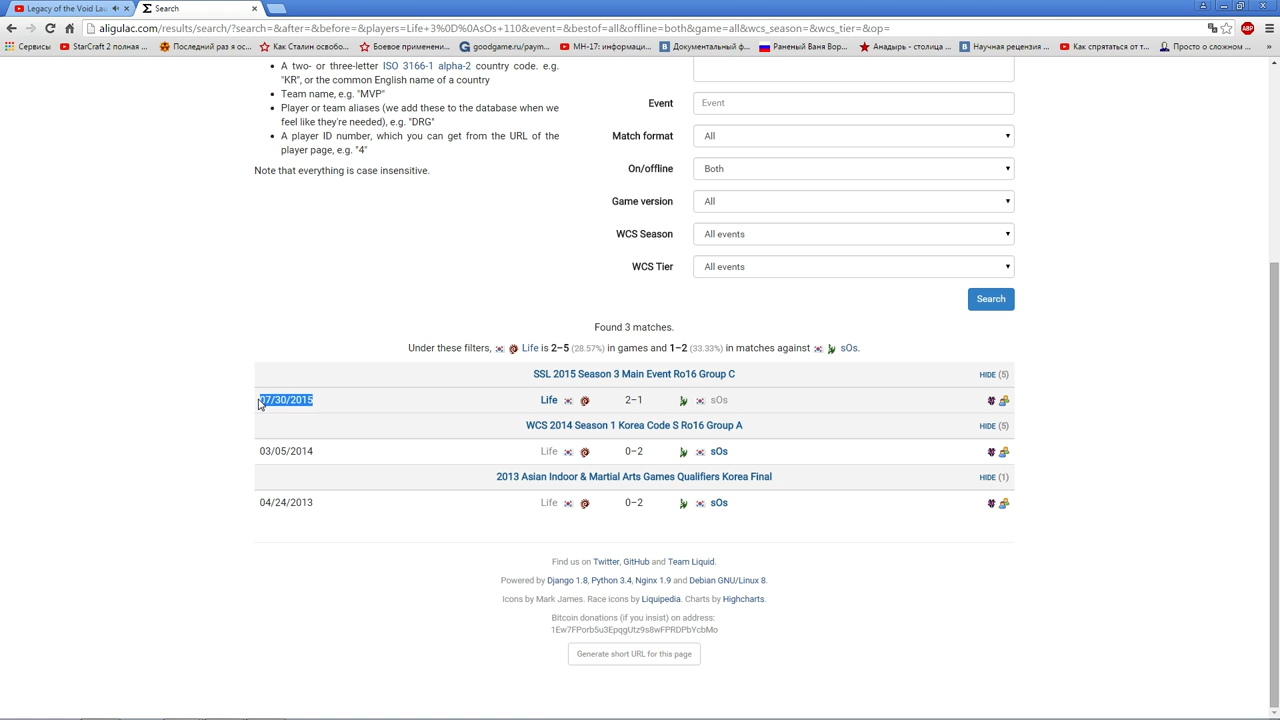 Legacy of the Void Lau
Search
aligulac.com/results/search/?search=&after=&before=&players=Life+3%0D%0AsOs+110&event=&bestof=all&offline=both&game=all&wcs_season=&wcs_tier=&op=
Сервисы
StarCraft 2 полная ...
Последний раз я ос...
Как Сталин освобо...
Боевое применени...
goodgame.ru/paym...
МН-17: информаци...
Документальный ф...
Раненый Ваня Вор...
Анадырь - столица ...
Научная рецензия ...
Как спрятаться от т...
Просто о сложном ...
A two- or three-letter ISO 3166-1 alpha-2 country code. e.g.
"KR", or the common English name of a country
Team name, e.g. "MVP"
Player or team aliases (we add these to the database when we
feel like they're needed), e.g. "DRG"
A player ID number, which you can get from the URL of the
player page, e.g. "4"
Note that everything is case insensitive.
Event
Event
Match format
All
On/offline
Both
Game version
All
WCS Season
All events
WCS Tier
All events
Search
Found 3 matches.
Under these filters, Life is 2–5 (28.57%) in games and 1–2 (33.33%) in matches against sOs.
SSL 2015 Season 3 Main Event Ro16 Group C HIDE (5)
07/30/2015 Life 2–1 sOs
WCS 2014 Season 1 Korea Code S Ro16 Group A HIDE (5)
03/05/2014 Life 0–2 sOs
2013 Asian Indoor & Martial Arts Games Qualifiers Korea Final HIDE (1)
04/24/2013 Life 0–2 sOs
Find us on Twitter, GitHub and Team Liquid.
Powered by Django 1.8, Python 3.4, Nginx 1.9 and Debian GNU/Linux 8.
Icons by Mark James. Race icons by Liquipedia. Charts by Highcharts.
Bitcoin donations (if you insist) on address:
1Ew7FPorb5u3EpqgUtz9s8wFPRDPbYcbMo
Generate short URL for this page